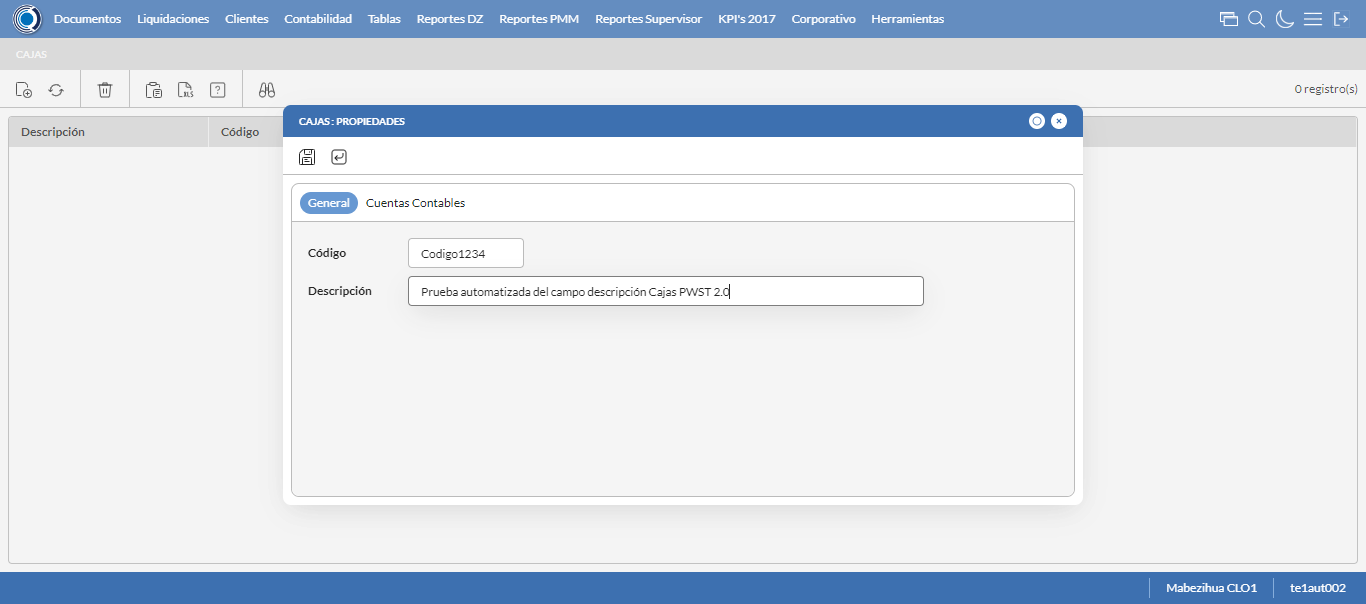 Documentos Liquidaciones Clientes Contabilidad Tablas Reportes DZ Reportes PMM Reportes Supervisor KPI's 2017 Corporativo Herramientas
CAJAS
XLS ? 0 registro(s)
Descripción Código
CAJAS : PROPIEDADES
General Cuentas Contables
Código Codigo1234
Descripción Prueba automatizada del campo descripción Cajas PWST 2.0
Mabezihua CLO1 te1aut002